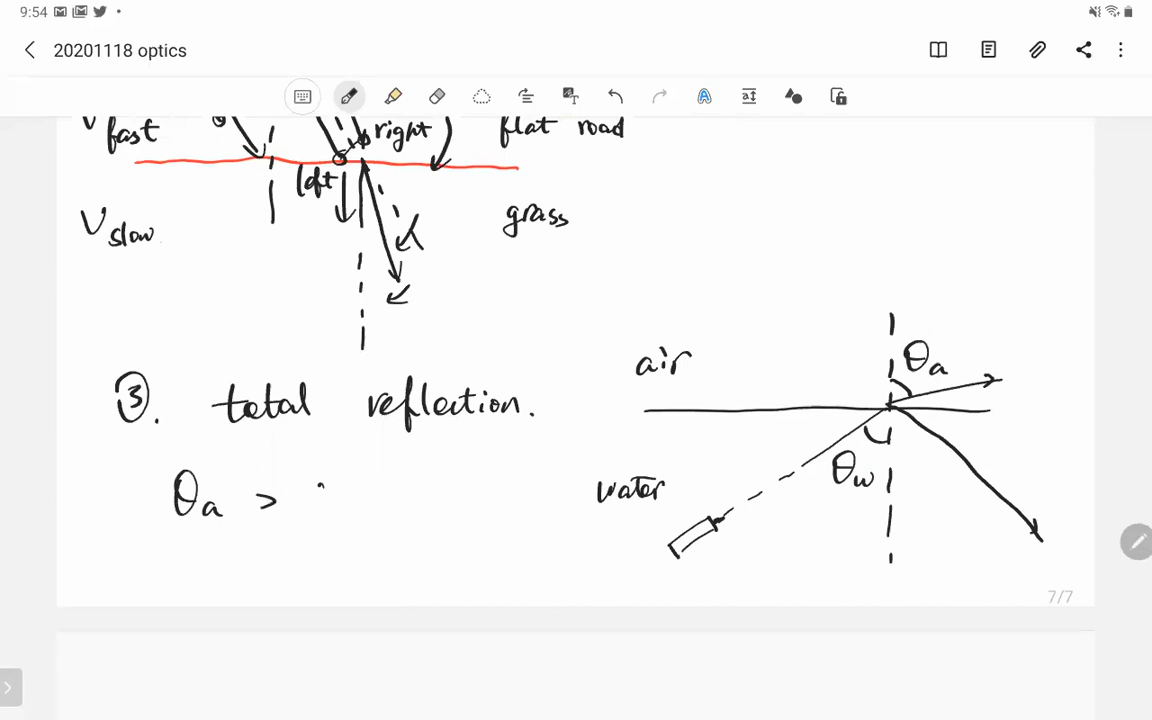 9:54
20201118 optics
V fast
right
flat road
left
V slow
grass
air
θa
③. total reflection.
θw
water
θa >
7/7